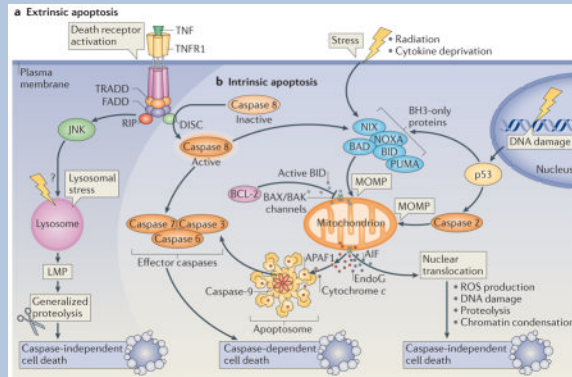 a Extrinsic apoptosis
Death receptor
activation
TNF
TNFR1
Stress
• Radiation
• Cytokine deprivation
Plasma
membrane
TRADD
FADD
RIP
DISC
JNK
b Intrinsic apoptosis
Caspase 8
Inactive
Caspase 8
Active
BH3-only
proteins
NIX
NOXA
BAD
BID
PUMA
DNA damage
Nucleus
p53
?
Lysosomal
stress
Lysosome
Active BID
BCL-2
BAX/BAK
channels
MOMP
MOMP
Caspase 2
Mitochondrion
Caspase 7
Caspase 3
Caspase 6
Effector caspases
LMP
Generalized
proteolysis
APAF1
AIF
EndoG
Cytochrome c
Caspase-9
Apoptosome
Nuclear
translocation
• ROS production
• DNA damage
• Proteolysis
• Chromatin condensation
Caspase-independent
cell death
Caspase-dependent
cell death
Caspase-independent
cell death